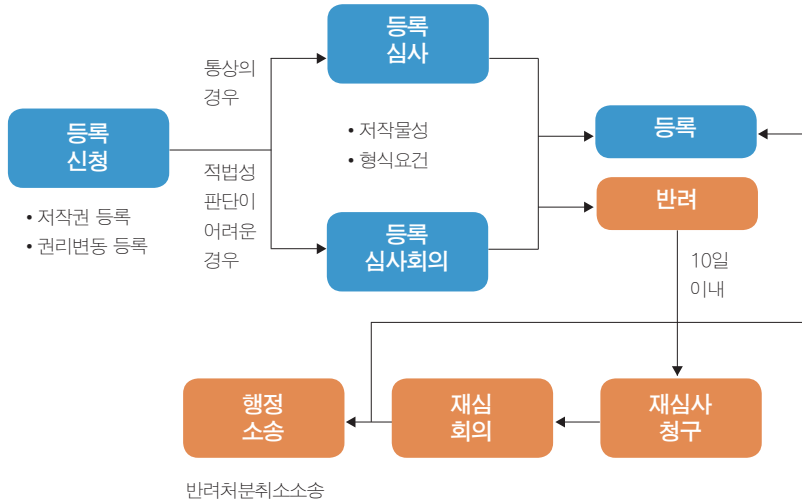 등록
심사
통상의
경우
등록
신청
• 저작물성
• 형식요건
등록
적법성
판단이
어려운
경우
반려
• 저작권 등록
• 권리변동 등록
등록
심사회의
10일
이내
행정
소송
재심
회의
재심사
청구
반려처분취소소송